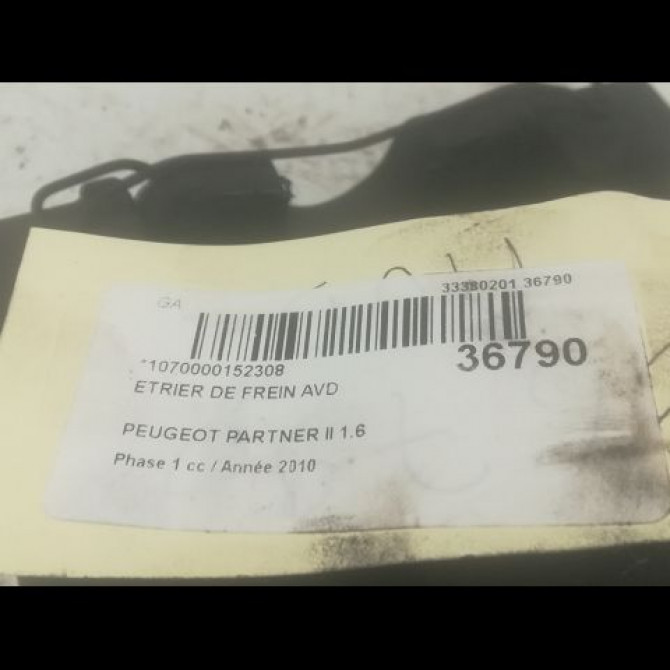 GA
33380201 36790
*1070000152308
36790
ETRIER DE FREIN AVD
PEUGEOT PARTNER II 1.6
Phase 1 cc / Année 2010